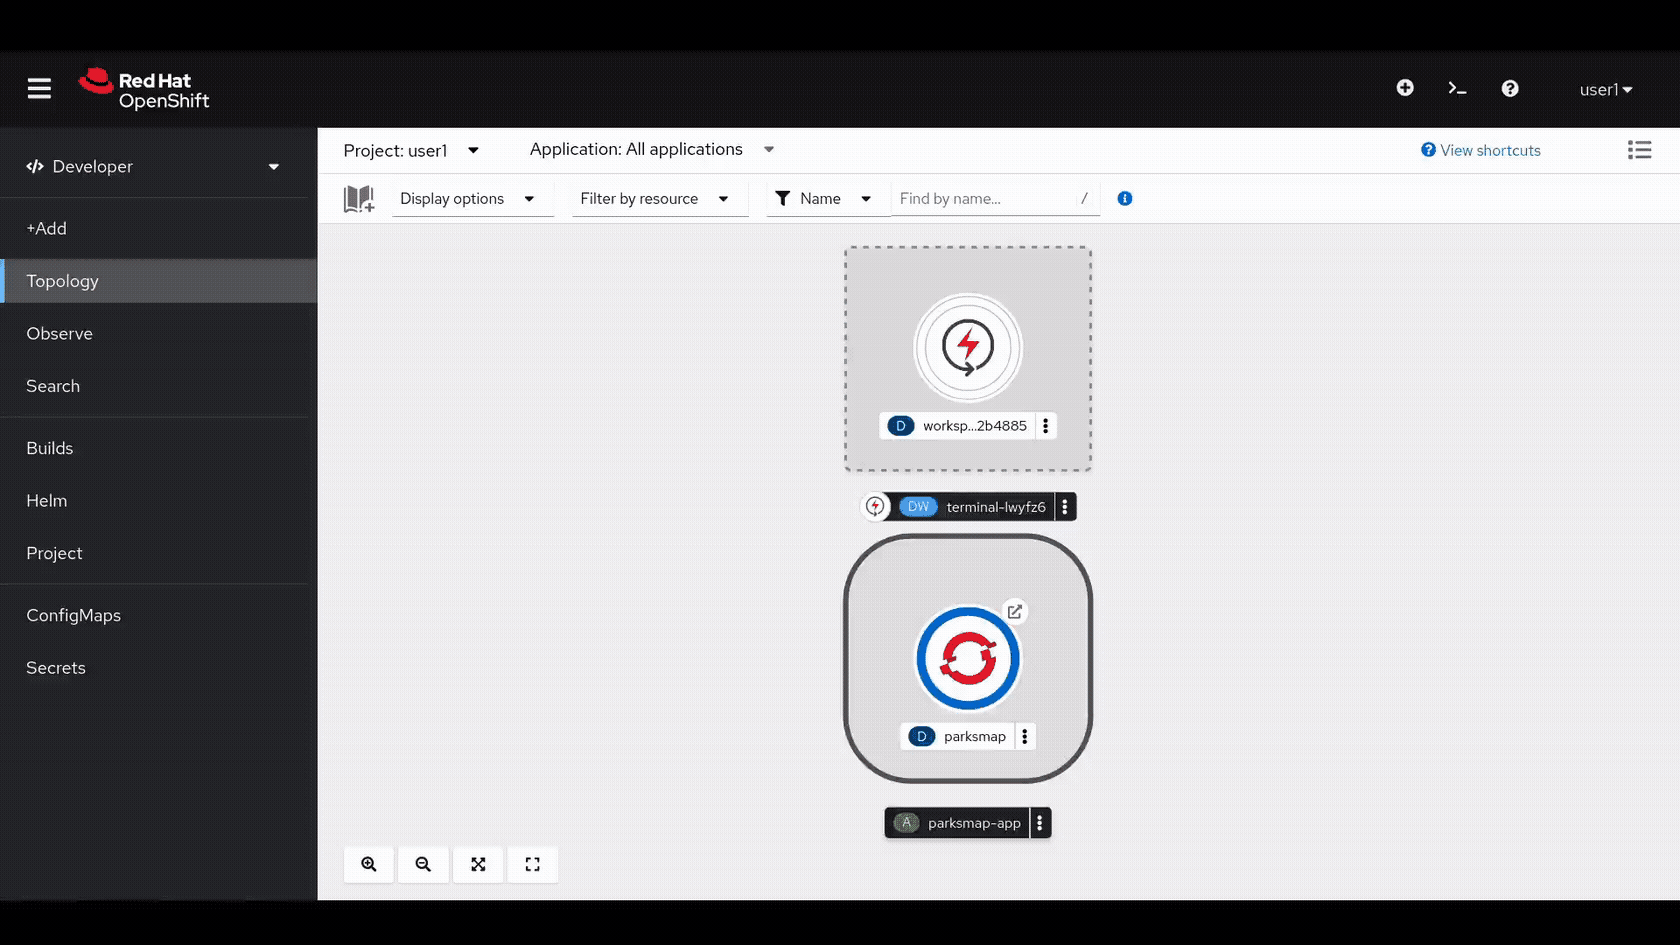 Red Hat
OpenShift
user1
Developer
Project: user1
Application: All applications
View shortcuts
Display options
Filter by resource
Name
Find by name...
/
+Add
Topology
Observe
Search
Builds
Helm
Project
ConfigMaps
Secrets
D worksp...2b4885
DW terminal-lwyfz6
D parksmap
A parksmap-app